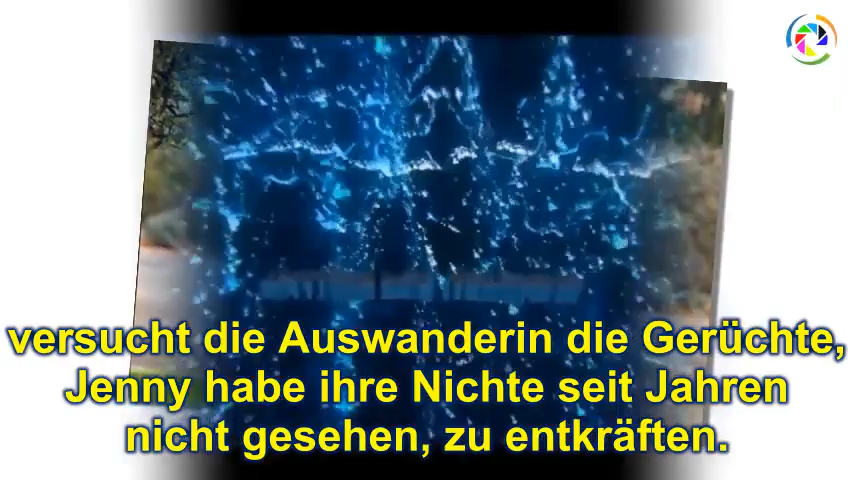 versucht die Auswanderin die Gerüchte,
Jenny habe ihre Nichte seit Jahren
nicht gesehen, zu entkräften.